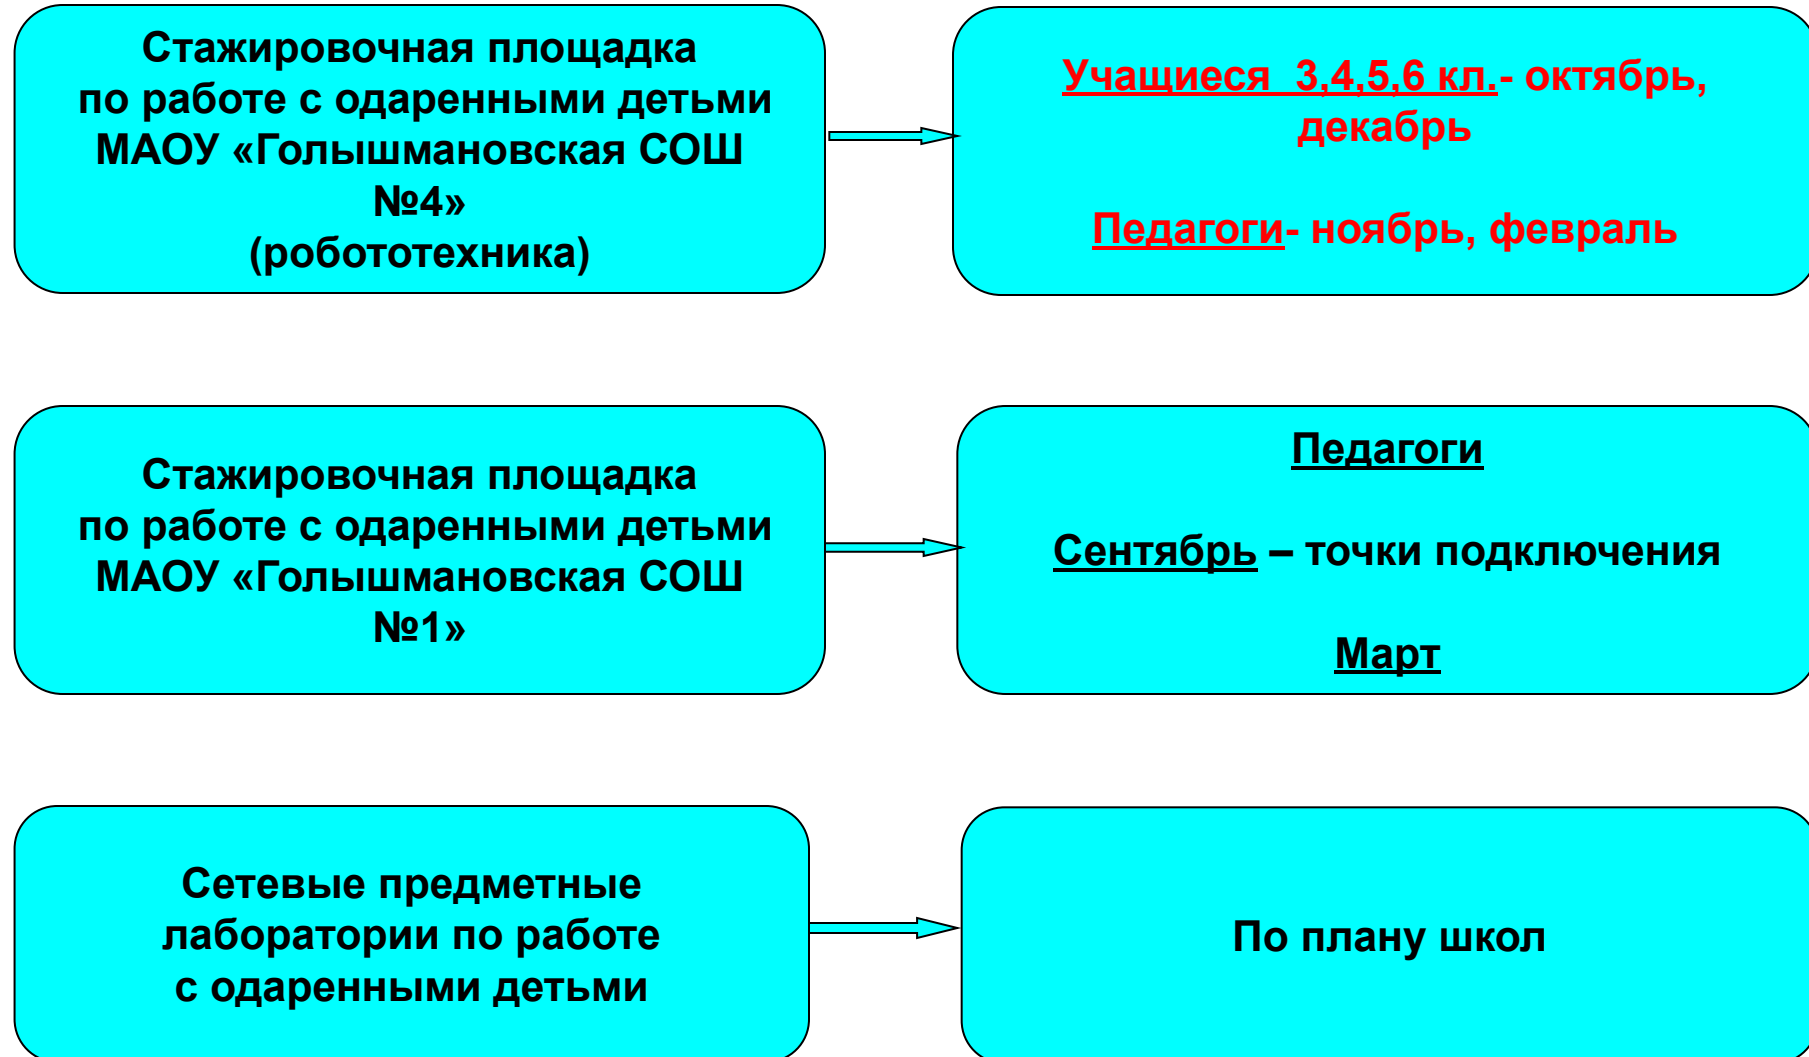 Стажировочная площадка
по работе с одаренными детьми
МАОУ «Голышмановская СОШ
№4»
(робототехника)
Учащиеся 3,4,5,6 кл.- октябрь,
декабрь
Педагоги- ноябрь, февраль
Стажировочная площадка
по работе с одаренными детьми
МАОУ «Голышмановская СОШ
№1»
Педагоги
Сентябрь – точки подключения
Март
Сетевые предметные
лаборатории по работе
с одаренными детьми
По плану школ